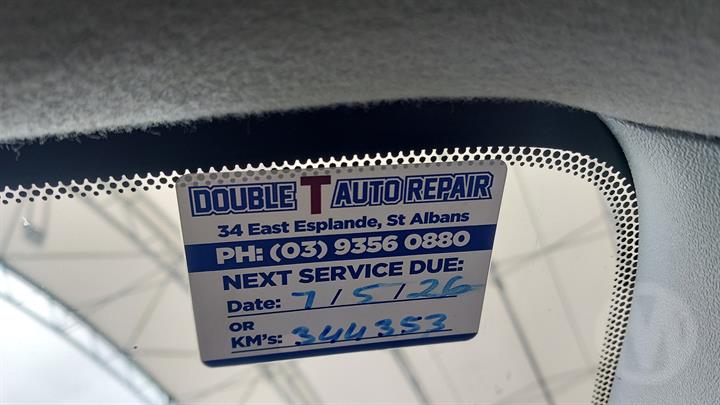 DOUBLE T AUTO REPAIR
34 East Esplande, St Albans
PH: (03) 9356 0880
NEXT SERVICE DUE:
Date: 7/5/26
OR
KM's: 344353